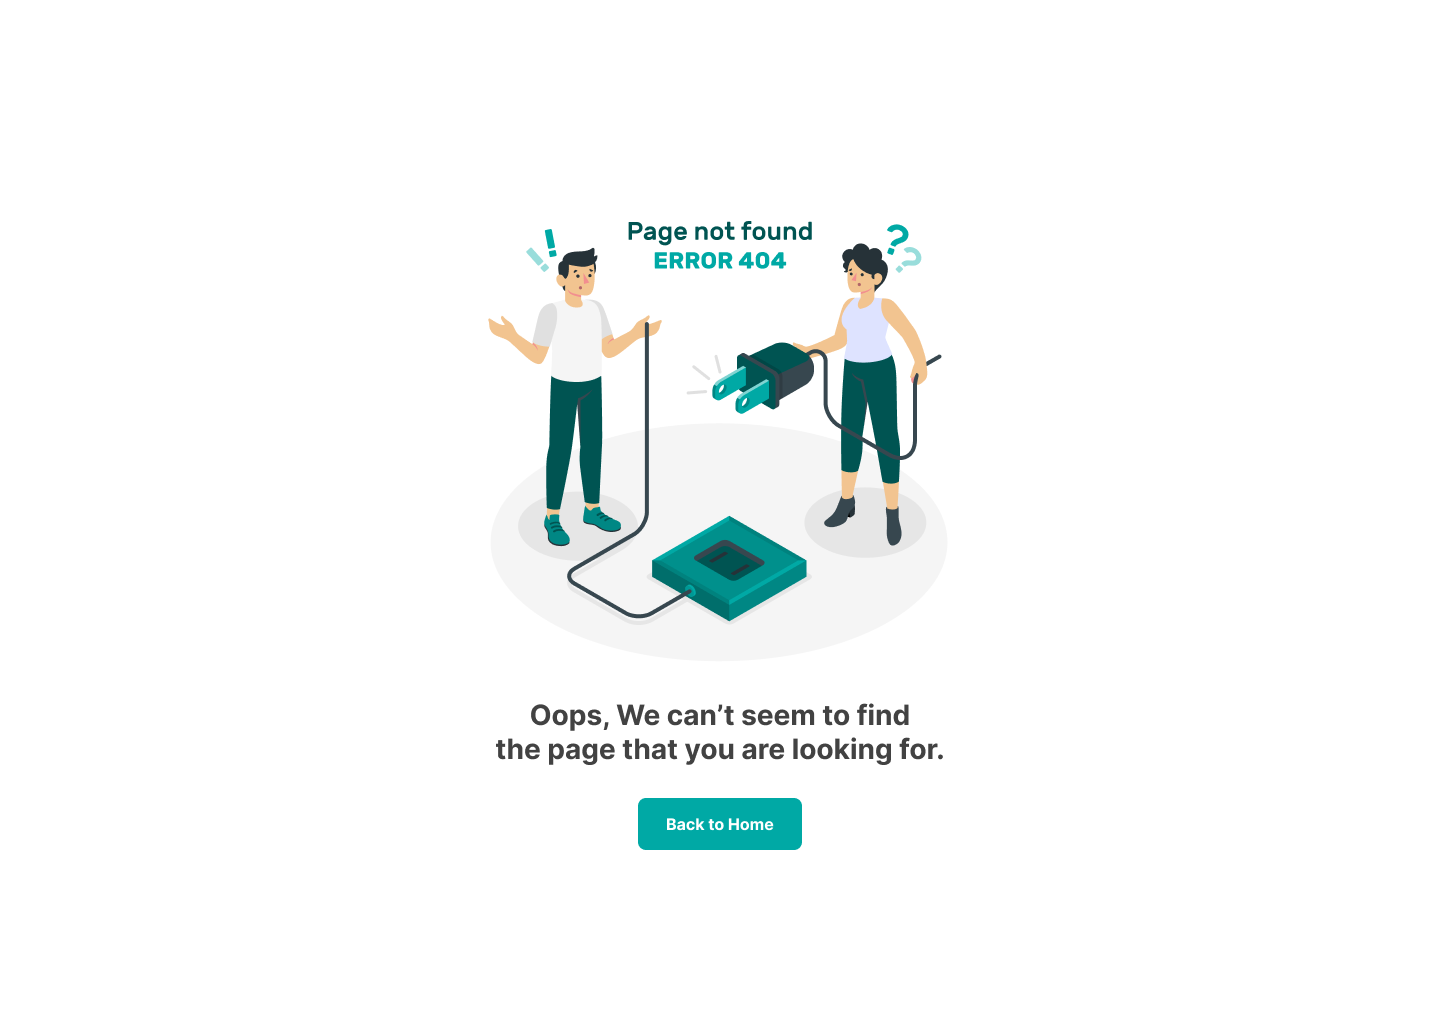 Page not found
ERROR 404
!
!
?
?
Oops, We can’t seem to find
the page that you are looking for.
Back to Home